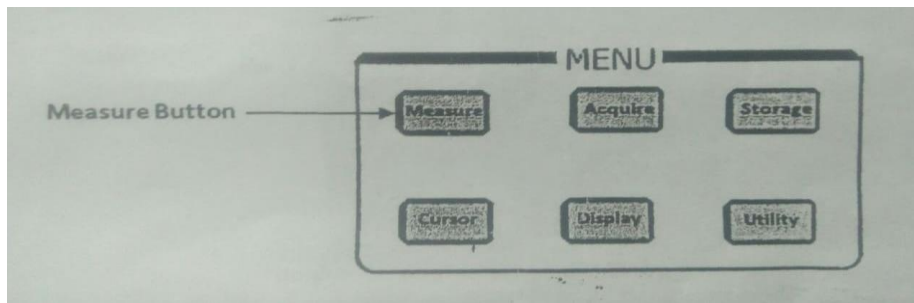 MENU
Measure Button
Measure Acquire Storage
Cursor Display Utility